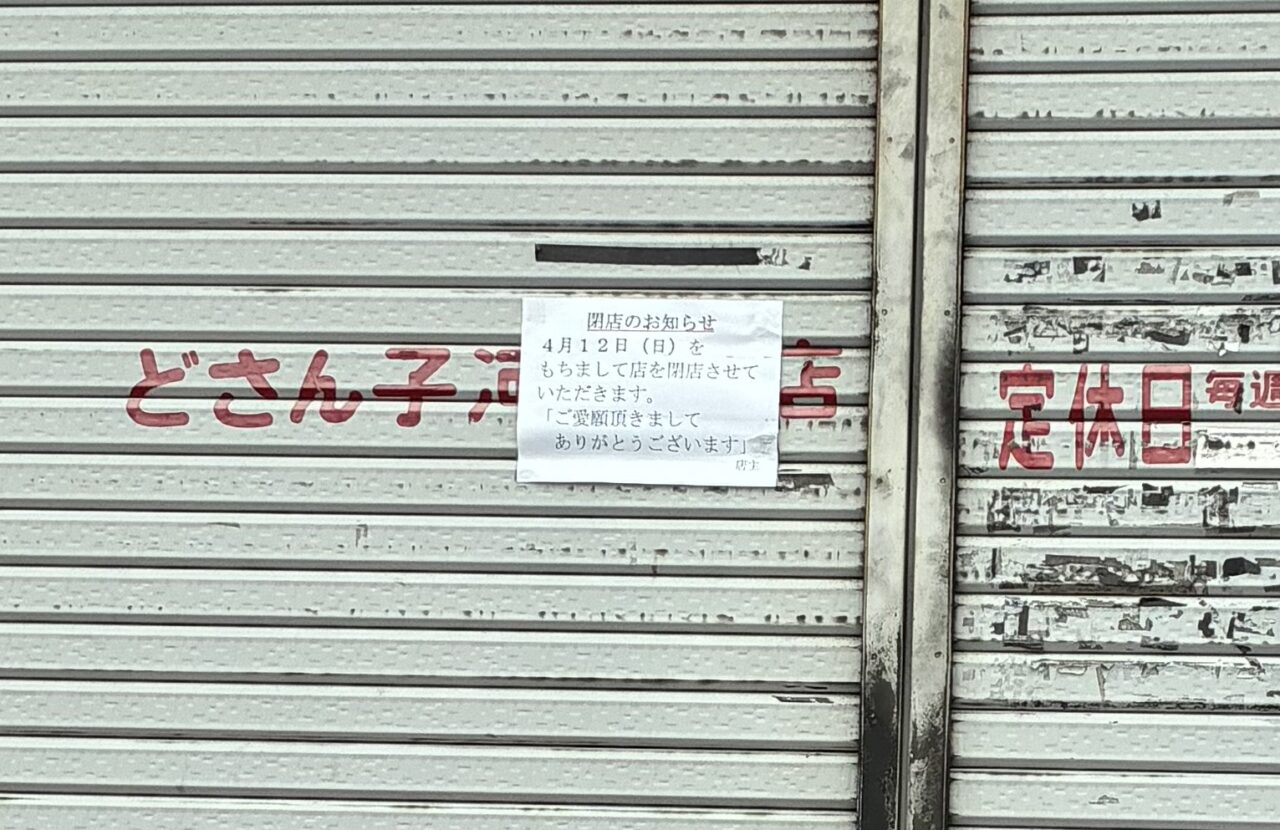 閉店のお知らせ
4月12日（日）を
もちまして店を閉店させて
いただきます。
「ご愛願頂きまして
ありがとうございます」
店主
どさん子
店
定休日 毎週